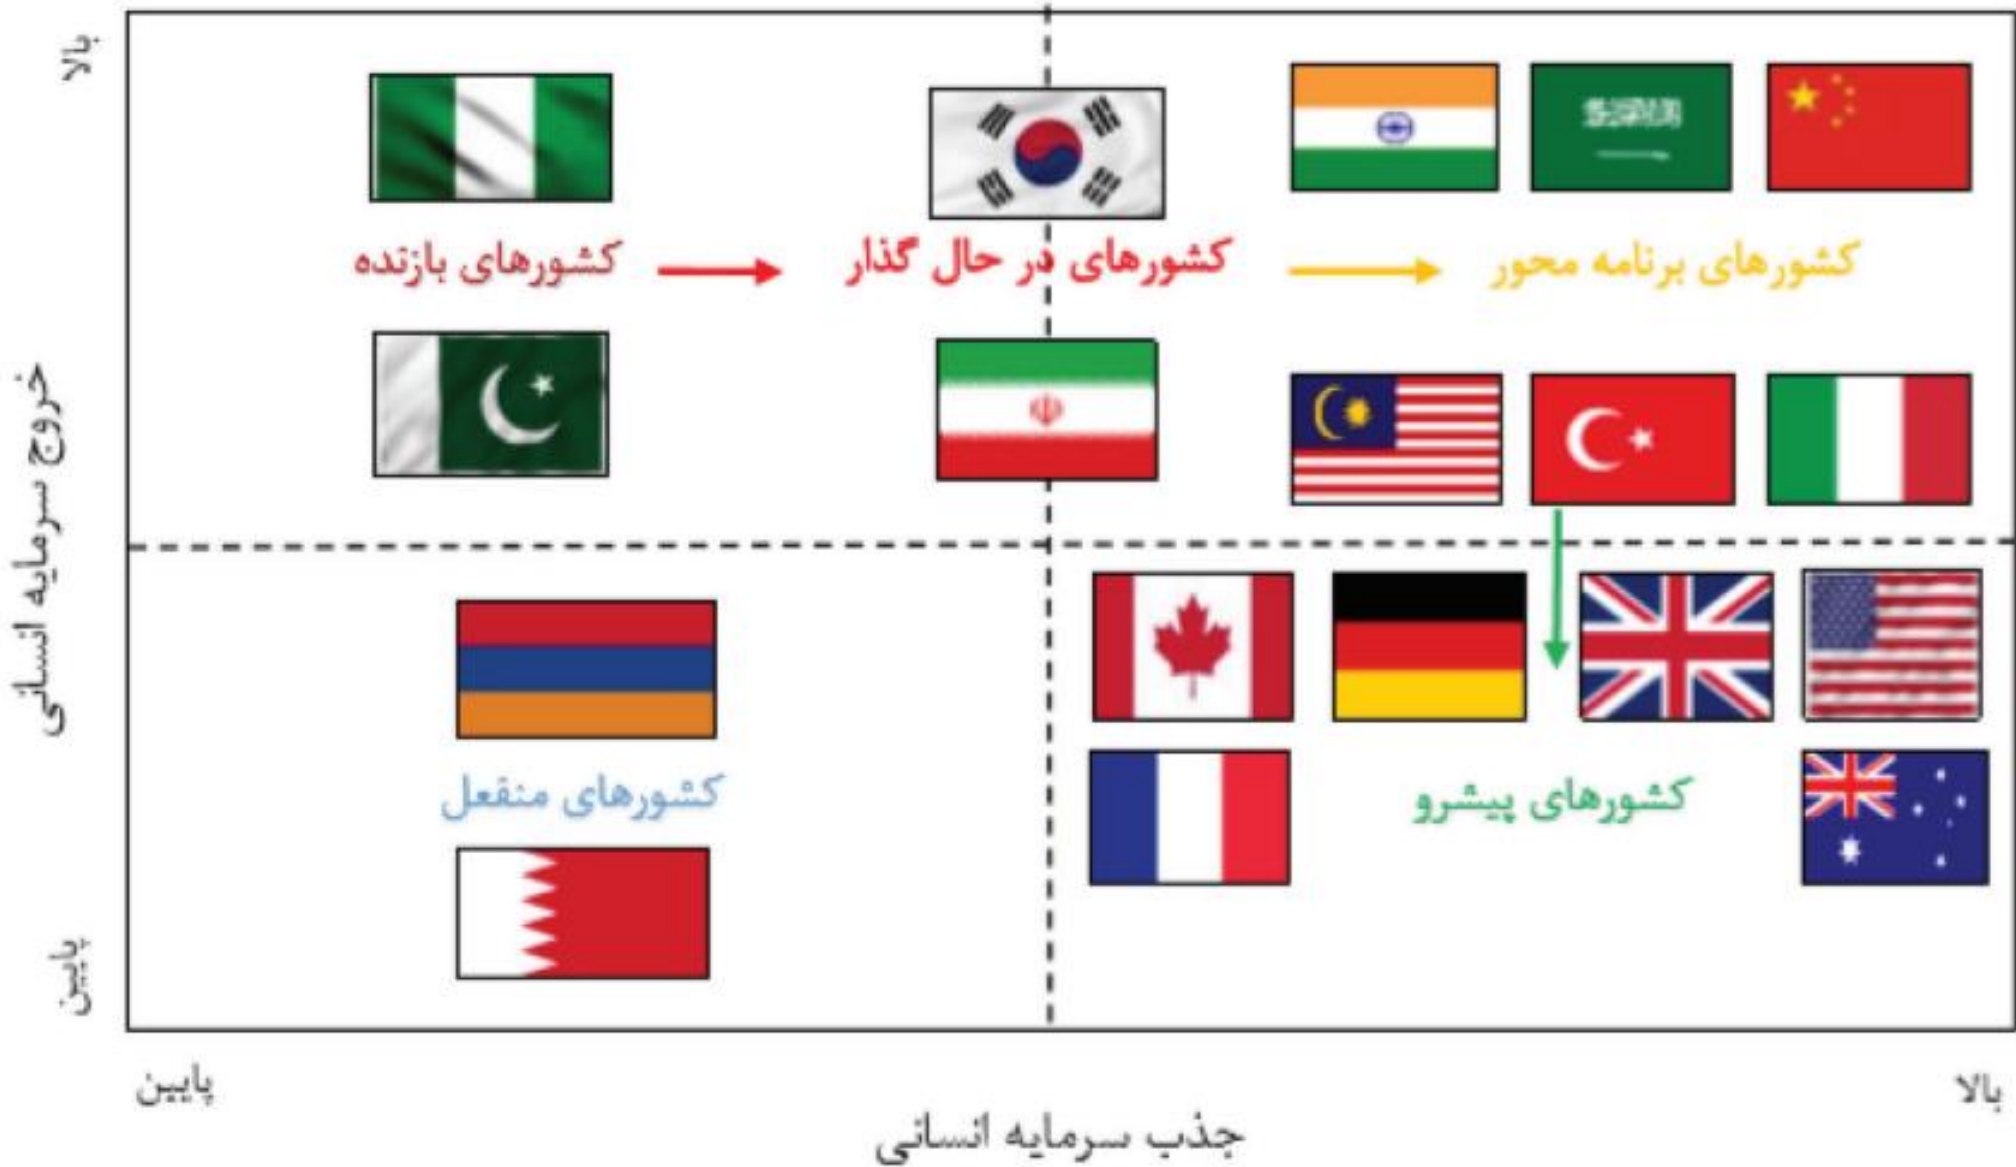 بالا
کشورهای بازنده
کشورهای در حال گذار
کشورهای برنامه محور
خروج سرمایه انسانی
کشورهای منفعل
کشورهای پیشرو
پایین
پایین
بالا
جذب سرمایه انسانی